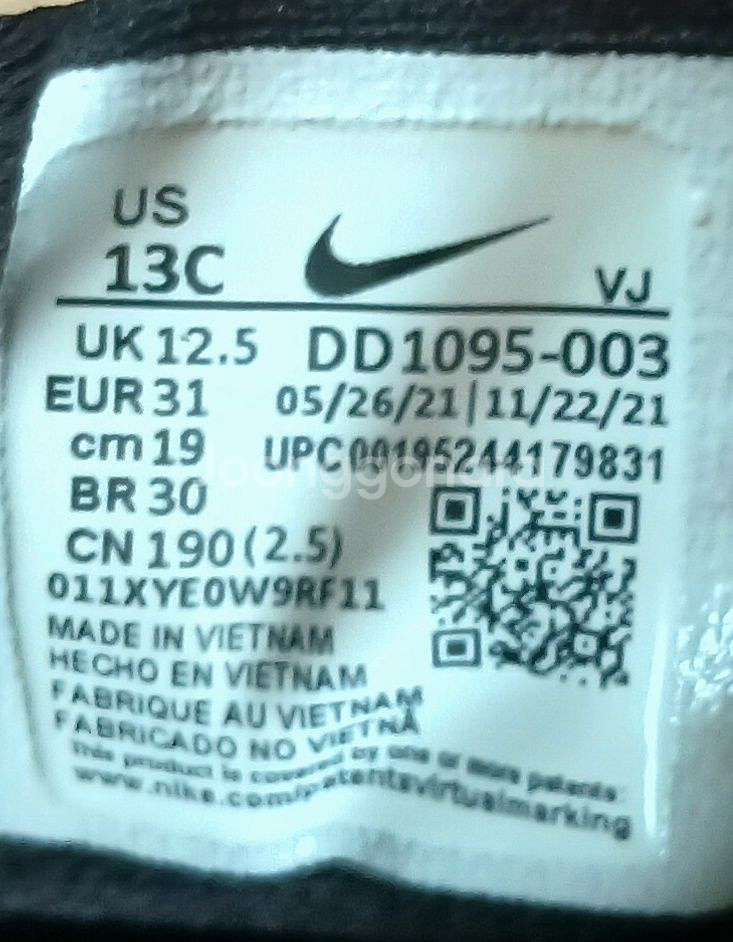 US
13C
VJ
UK 12.5 DD1095-003
EUR 31 05/26/21|11/22/21
cm 19 UPC 00195244179831
BR 30
CN 190 (2.5)
011XYE0W9RF11
MADE IN VIETNAM
HECHO EN VIETNAM
FABRIQUE AU VIETNAM
FABRICADO NO VIETNÃ
This product is covered by one or more patents:
www.nike.com/patentsvirtualmarking
joonggonara